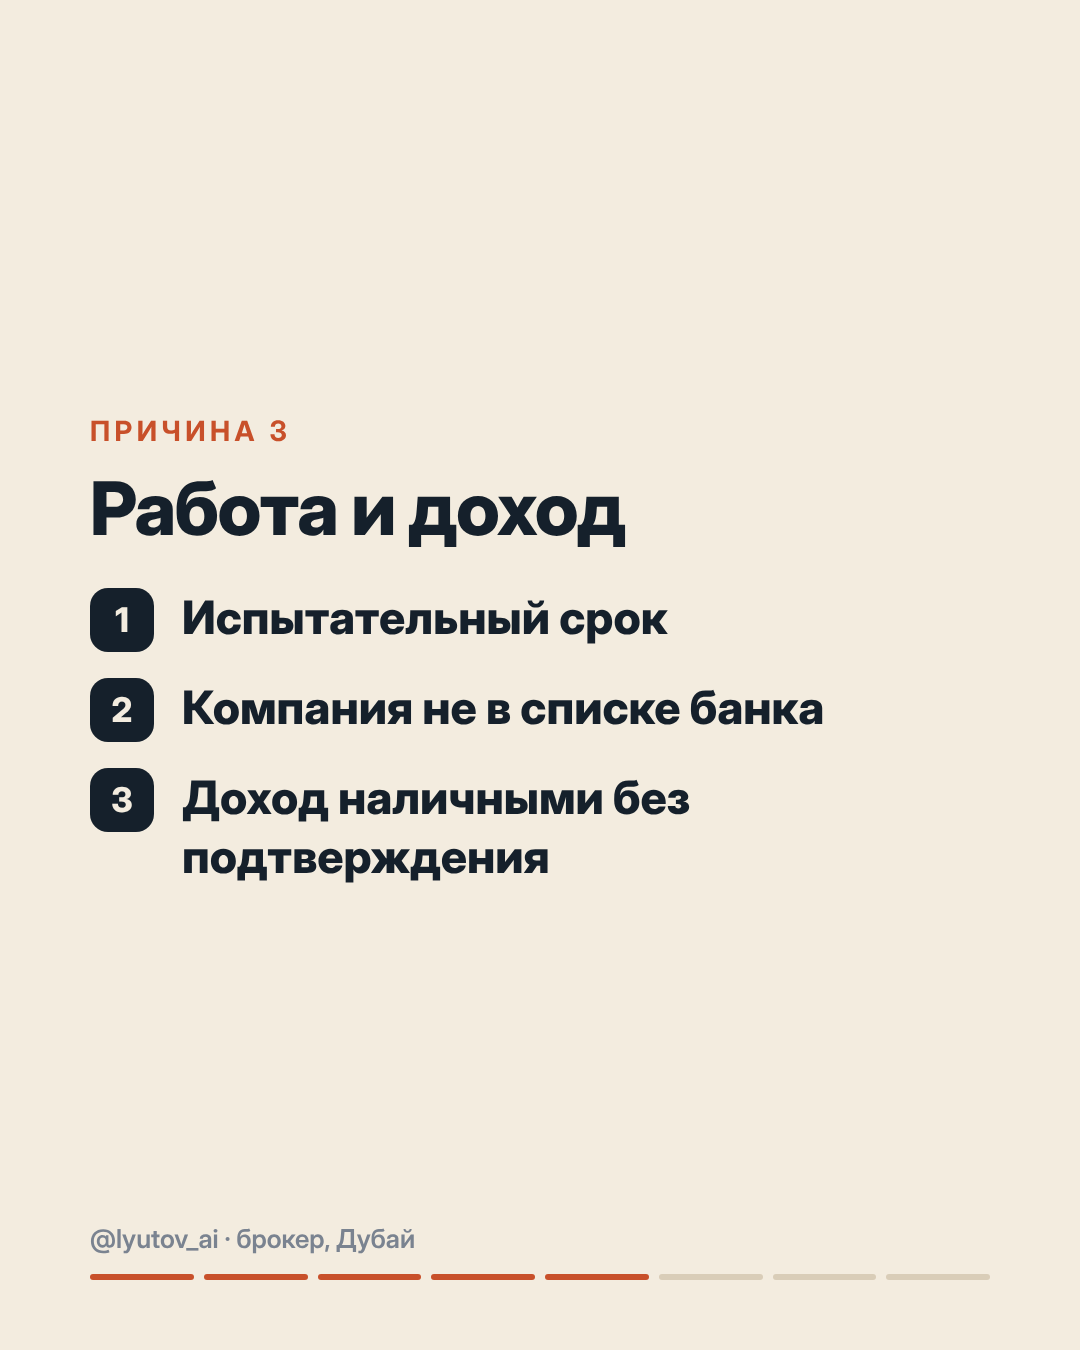 ПРИЧИНА 3
Работа и доход
1 Испытательный срок
2 Компания не в списке банка
3 Доход наличными без
подтверждения
@lyutov_ai · брокер, Дубай